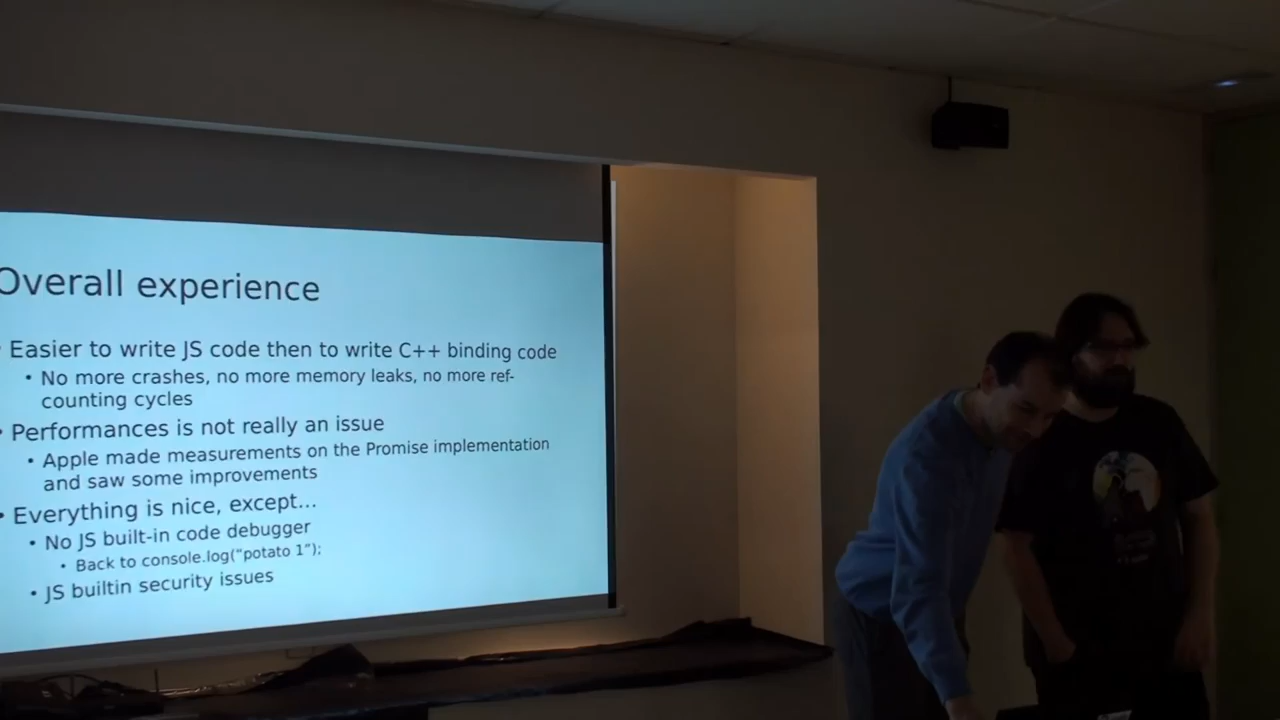 Overall experience
• Easier to write JS code then to write C++ binding code
• No more crashes, no more memory leaks, no more ref-
counting cycles
• Performances is not really an issue
• Apple made measurements on the Promise implementation
and saw some improvements
• Everything is nice, except...
• No JS built-in code debugger
• Back to console.log(“potato 1”);
• JS builtin security issues